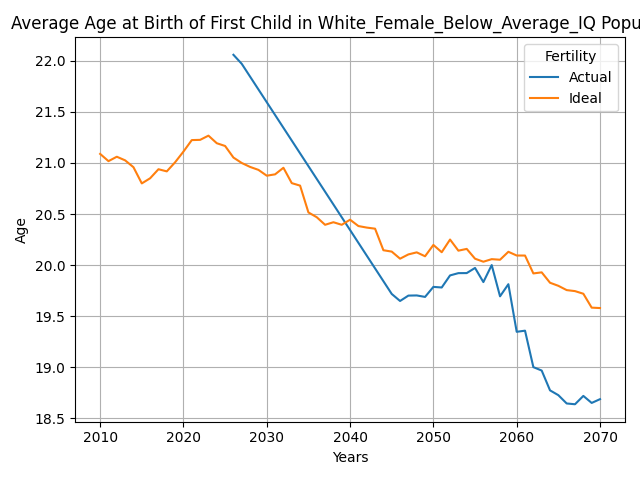 Average Age at Birth of First Child in White_Female_Below_Average_IQ Popu
Fertility
Actual
Ideal
Age
22.0
21.5
21.0
20.5
20.0
19.5
19.0
18.5
2010 2020 2030 2040 2050 2060 2070
Years